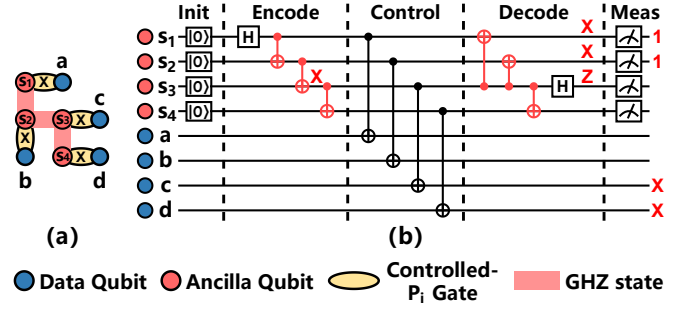 Init Encode Control Decode Meas
s1 |0⟩ H X 1
s2 |0⟩ X X 1
s3 |0⟩ H Z
s4 |0⟩
a
b
c X
d X
a
s1 X c
s2 s3 X
X s4 X
b d
(a) (b)
Data Qubit Ancilla Qubit Controlled-
Pi Gate GHZ state